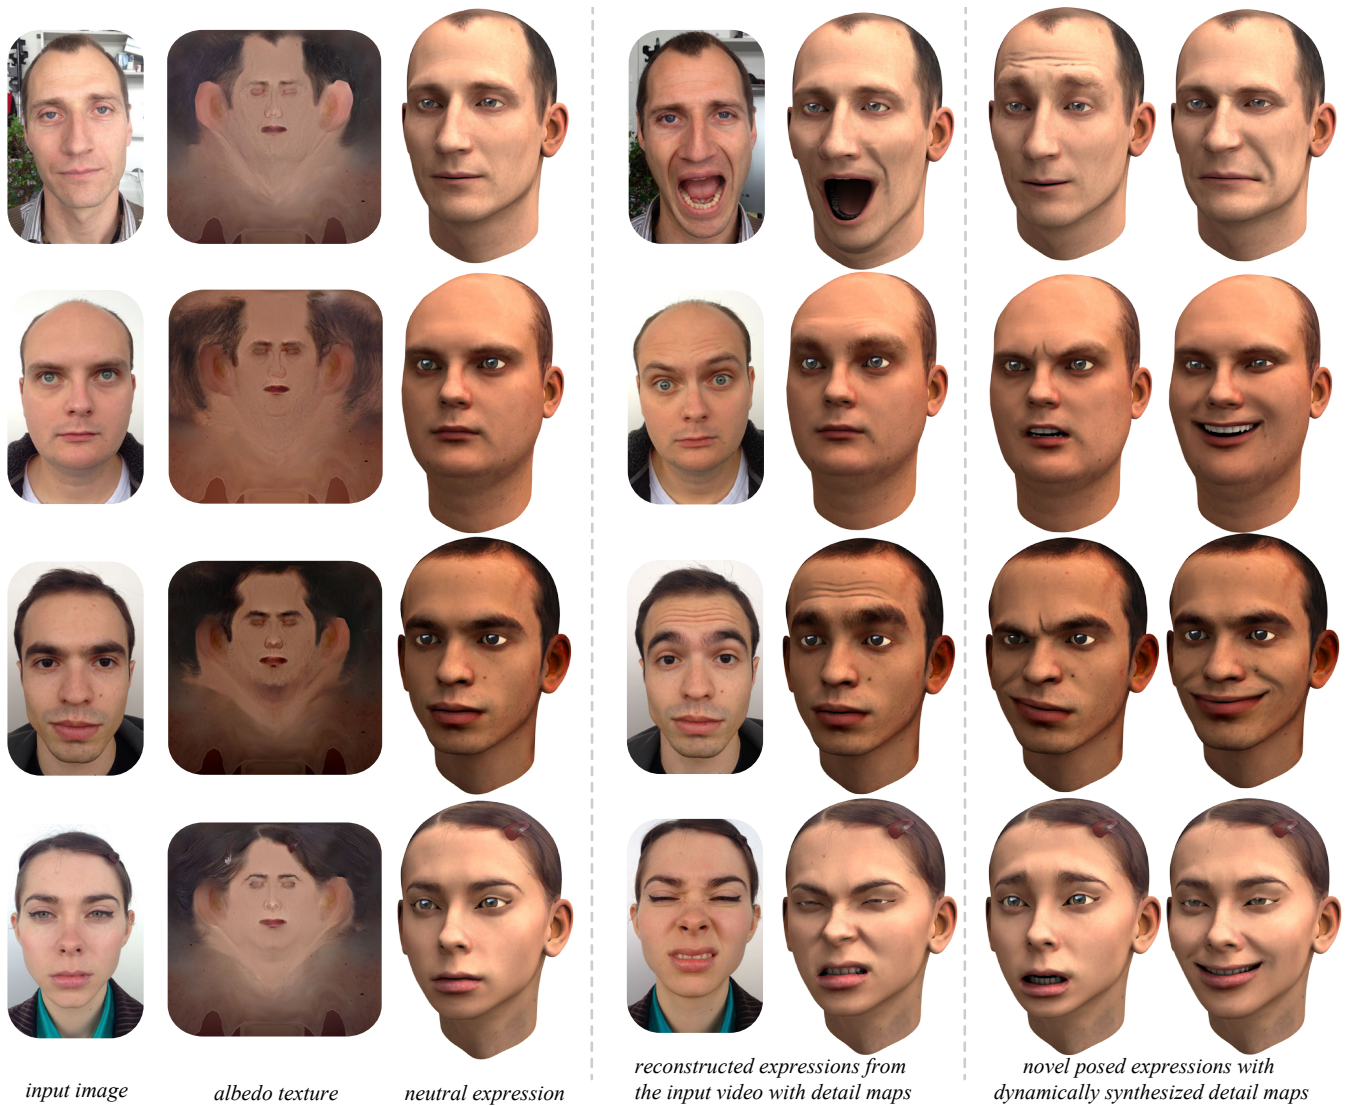 input image
albedo texture
neutral expression
reconstructed expressions from
the input video with detail maps
novel posed expressions with
dynamically synthesized detail maps